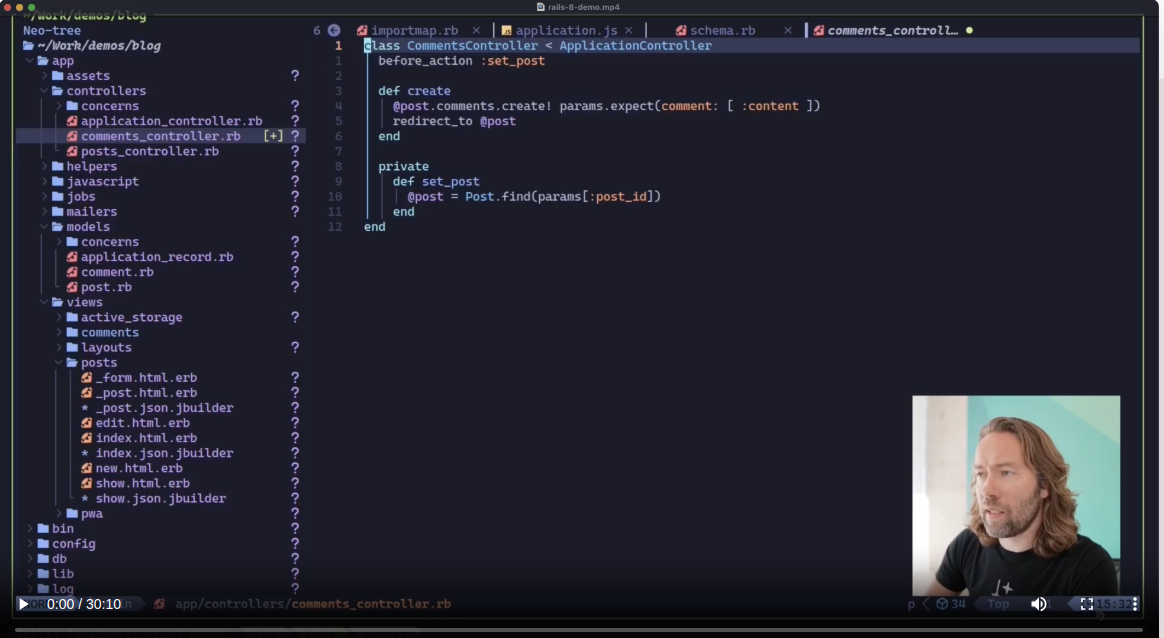 rails-8-demo.mp4
~/Work/demos/blog
Neo-tree
~/Work/demos/blog
app
assets ?
controllers
concerns ?
application_controller.rb ?
comments_controller.rb [+] ?
posts_controller.rb ?
helpers ?
javascript ?
jobs ?
mailers ?
models
concerns ?
application_record.rb ?
comment.rb ?
post.rb ?
views
active_storage ?
comments
layouts ?
posts
_form.html.erb ?
_post.html.erb ?
* _post.json.jbuilder ?
edit.html.erb ?
index.html.erb ?
* index.json.jbuilder ?
new.html.erb ?
show.html.erb ?
* show.json.jbuilder ?
pwa ?
bin ?
config ?
db ?
lib ?
log ?
6 importmap.rb × application.js × schema.rb × comments_controll…
1 class CommentsController < ApplicationController
1 before_action :set_post
2
3 def create
4 @post.comments.create! params.expect(comment: [ :content ])
5 redirect_to @post
6 end
7
8 private
9 def set_post
10 @post = Post.find(params[:post_id])
11 end
12 end
0:00 / 30:10
app/controllers/comments_controller.rb
p 34 Top 15:32